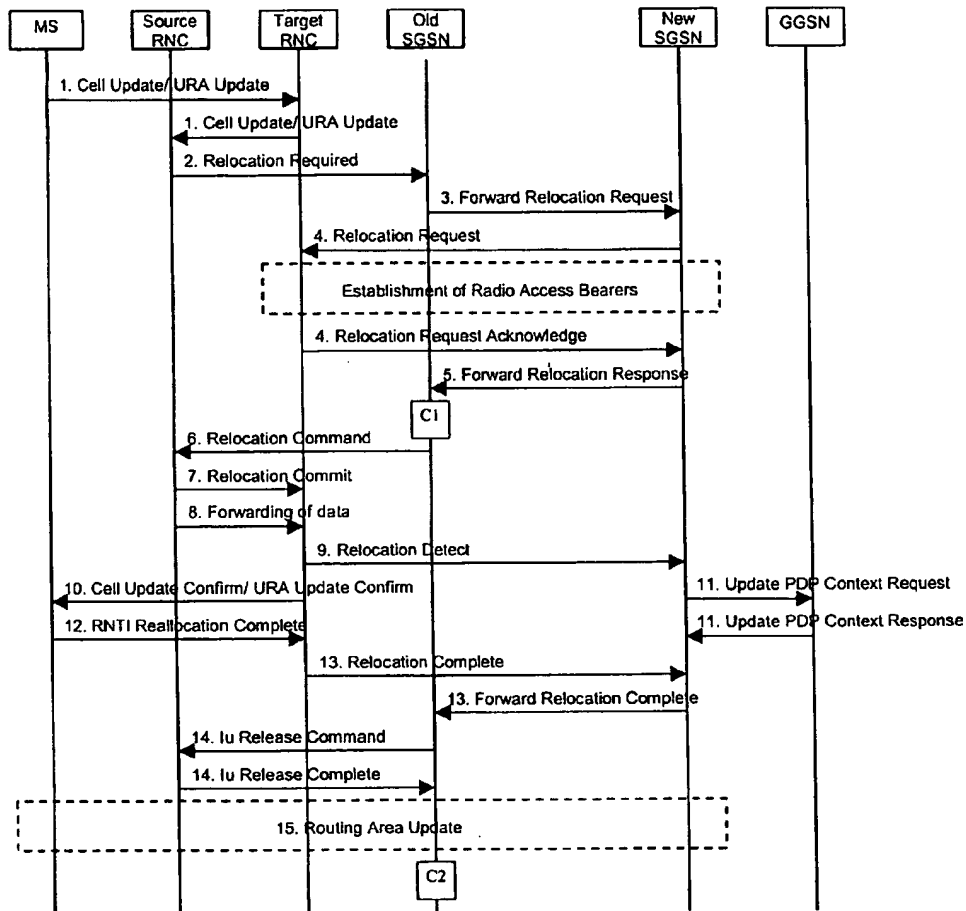 MS
Source
RNC
Target
RNC
Old
SGSN
New
SGSN
GGSN
1. Cell Update/ URA Update
1. Cell Update/ URA Update
2. Relocation Required
3. Forward Relocation Request
4. Relocation Request
Establishment of Radio Access Bearers
4. Relocation Request Acknowledge
5. Forward Relocation Response
C1
6. Relocation Command
7. Relocation Commit
8. Forwarding of data
9. Relocation Detect
10. Cell Update Confirm/ URA Update Confirm
11. Update PDP Context Request
12. RNTI Reallocation Complete
11. Update PDP Context Response
13. Relocation Complete
13. Forward Relocation Complete
14. Iu Release Command
14. Iu Release Complete
15. Routing Area Update
C2